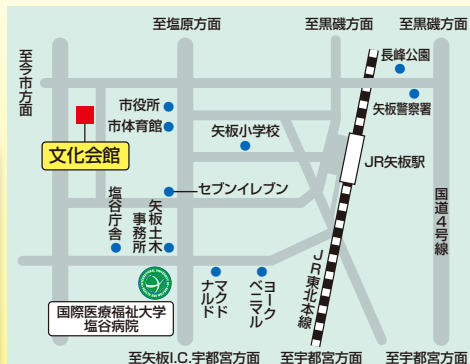 至塩原方面
至黒磯方面
至黒磯方面
至今市方面
長峰公園
市役所
矢板警察署
市体育館
矢板小学校
文化会館
JR矢板駅
セブンイレブン
塩谷庁舎
矢板土木
事務所
国道4号線
JR東北本線
マクド
ナルド
ヨーク
ベニマル
国際医療福祉大学
塩谷病院
至矢板I.C.宇都宮方面
至宇都宮方面
至宇都宮方面